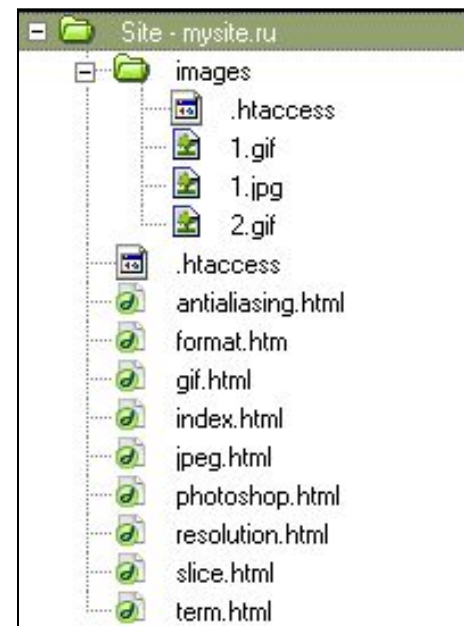 Site - mysite.ru
images
.htaccess
1.gif
1.jpg
2.gif
.htaccess
antialiasing.html
format.htm
gif.html
index.html
jpeg.html
photoshop.html
resolution.html
slice.html
term.html